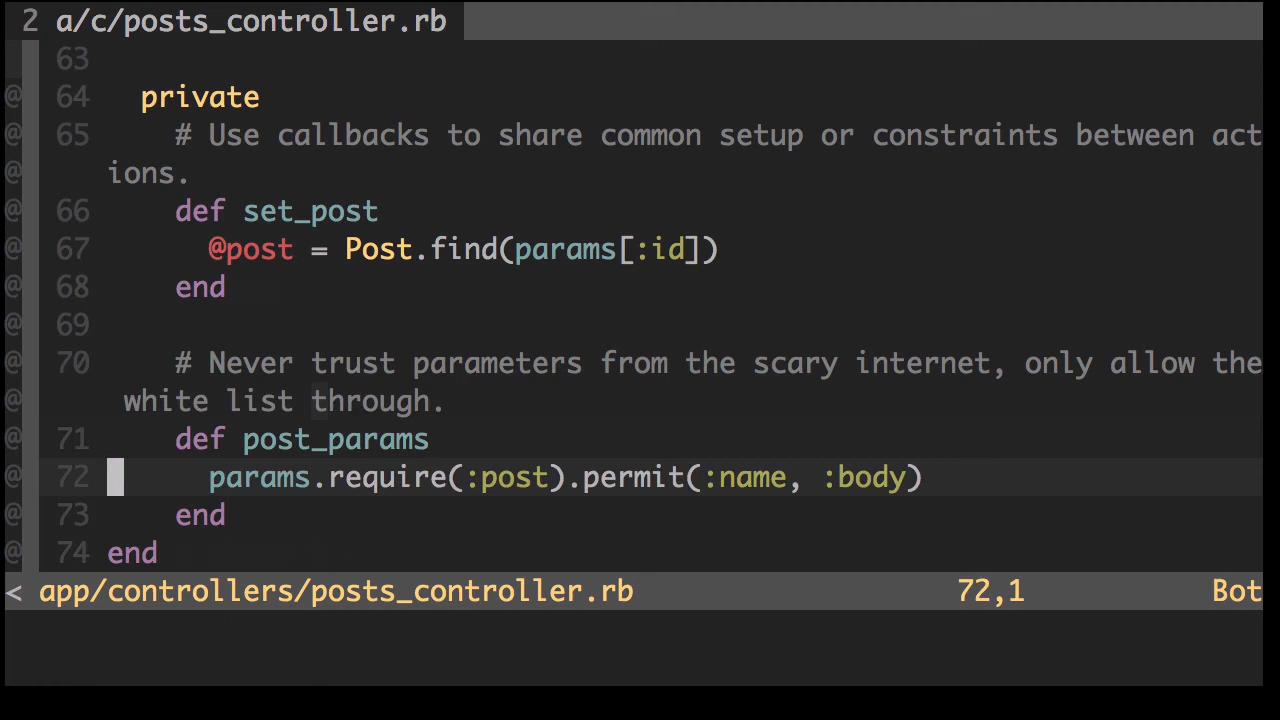 2 a/c/posts_controller.rb
63
@ 64 private
@ 65 # Use callbacks to share common setup or constraints between act
@ ions.
@ 66 def set_post
@ 67 @post = Post.find(params[:id])
@ 68 end
@ 69
@ 70 # Never trust parameters from the scary internet, only allow the
@ white list through.
@ 71 def post_params
@ 72 params.require(:post).permit(:name, :body)
@ 73 end
@ 74 end
< app/controllers/posts_controller.rb 72,1 Bot